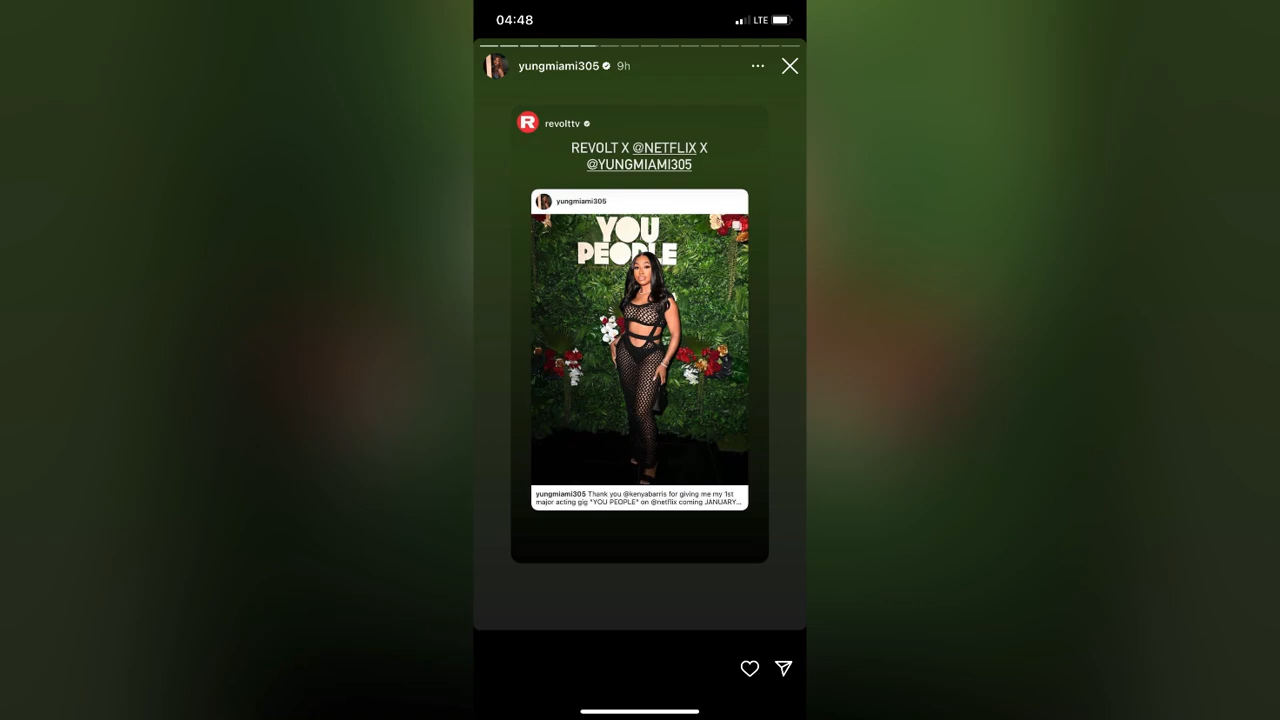 04:48
LTE
yungmiami305 9h
R revolttv
REVOLT X @NETFLIX X
@YUNGMIAMI305
yungmiami305
YOU
PEOPLE
yungmiami305 Thank you @kenyabarris for giving me my 1st
major acting gig "YOU PEOPLE" on @netflix coming JANUARY...